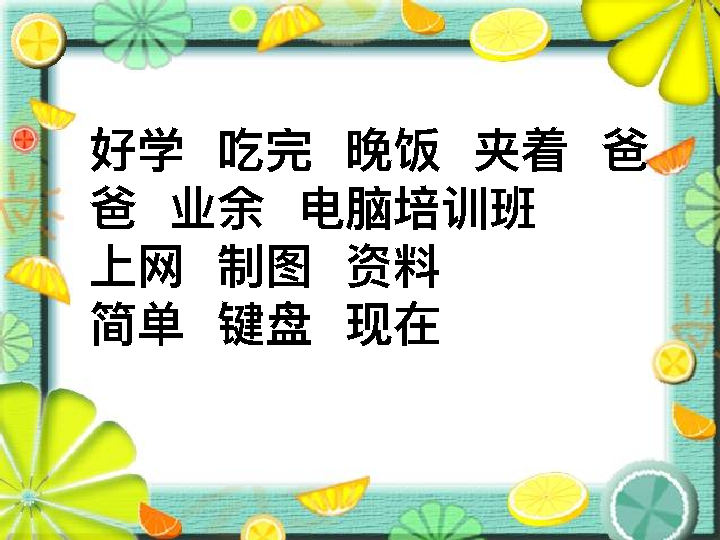 好学 吃完 晚饭 夹着 爸
爸 业余 电脑培训班
上网 制图 资料
简单 键盘 现在